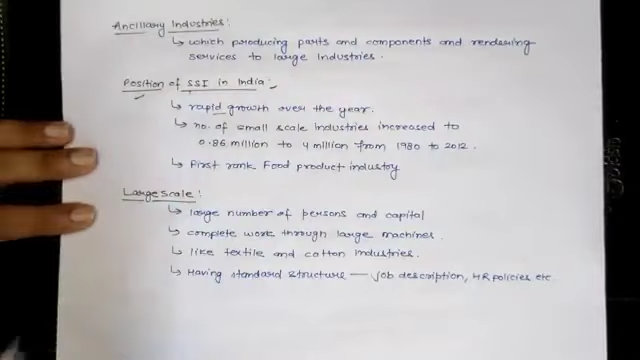 Ancillary Industries:
↳ which producing parts and components and rendering
services to large Industries.
Position of SSI in India:
↳ rapid growth over the year.
↳ no. of small scale Industries increased to
0.86 million to 4 million from 1980 to 2012.
↳ First rank Food product industry
Large scale:
↳ large number of persons and capital
↳ complete work through large machines.
↳ like textile and cotton Industries.
↳ Having standard structure — Job description, HR policies etc.